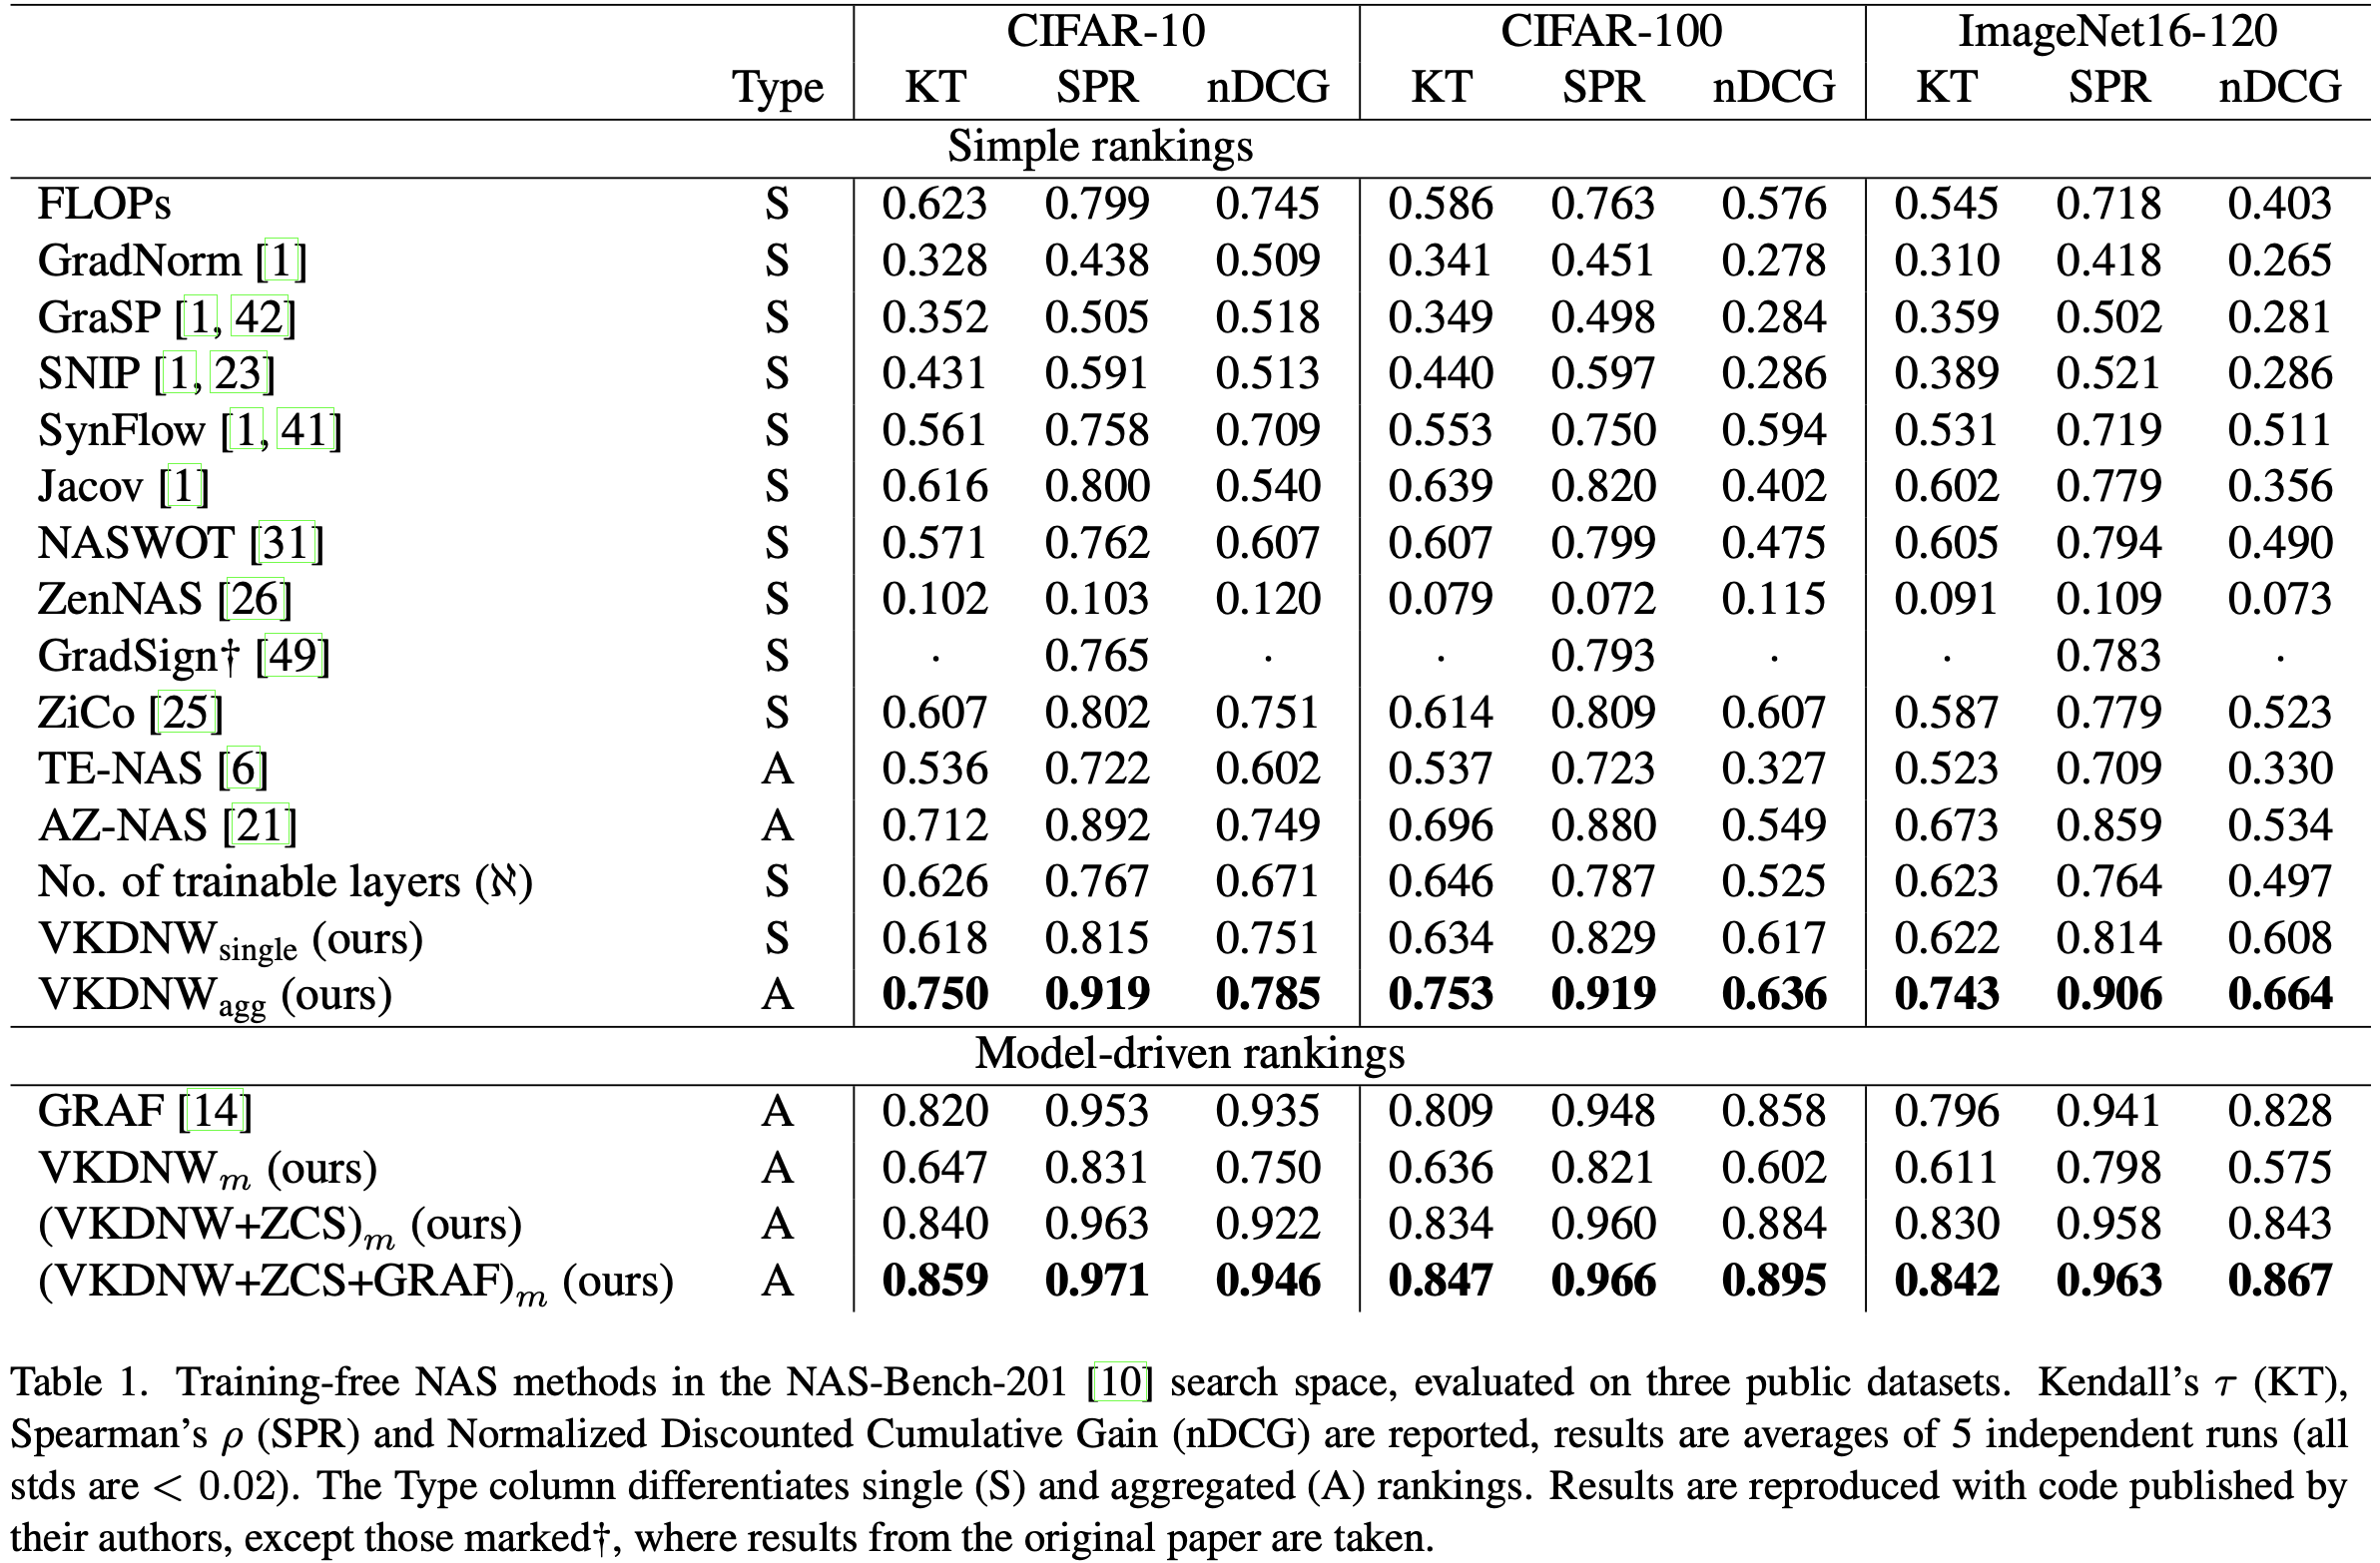 CIFAR-10 CIFAR-100 ImageNet16-120
Type KT SPR nDCG KT SPR nDCG KT SPR nDCG
Simple rankings
FLOPs S 0.623 0.799 0.745 0.586 0.763 0.576 0.545 0.718 0.403
GradNorm [1] S 0.328 0.438 0.509 0.341 0.451 0.278 0.310 0.418 0.265
GraSP [1, 42] S 0.352 0.505 0.518 0.349 0.498 0.284 0.359 0.502 0.281
SNIP [1, 23] S 0.431 0.591 0.513 0.440 0.597 0.286 0.389 0.521 0.286
SynFlow [1, 41] S 0.561 0.758 0.709 0.553 0.750 0.594 0.531 0.719 0.511
Jacov [1] S 0.616 0.800 0.540 0.639 0.820 0.402 0.602 0.779 0.356
NASWOT [31] S 0.571 0.762 0.607 0.607 0.799 0.475 0.605 0.794 0.490
ZenNAS [26] S 0.102 0.103 0.120 0.079 0.072 0.115 0.091 0.109 0.073
GradSign† [49] S · 0.765 · · 0.793 · · 0.783 ·
ZiCo [25] S 0.607 0.802 0.751 0.614 0.809 0.607 0.587 0.779 0.523
TE-NAS [6] A 0.536 0.722 0.602 0.537 0.723 0.327 0.523 0.709 0.330
AZ-NAS [21] A 0.712 0.892 0.749 0.696 0.880 0.549 0.673 0.859 0.534
No. of trainable layers (ℵ) S 0.626 0.767 0.671 0.646 0.787 0.525 0.623 0.764 0.497
VKDNWsingle (ours) S 0.618 0.815 0.751 0.634 0.829 0.617 0.622 0.814 0.608
VKDNWagg (ours) A 0.750 0.919 0.785 0.753 0.919 0.636 0.743 0.906 0.664
Model-driven rankings
GRAF [14] A 0.820 0.953 0.935 0.809 0.948 0.858 0.796 0.941 0.828
VKDNWm (ours) A 0.647 0.831 0.750 0.636 0.821 0.602 0.611 0.798 0.575
(VKDNW+ZCS)m (ours) A 0.840 0.963 0.922 0.834 0.960 0.884 0.830 0.958 0.843
(VKDNW+ZCS+GRAF)m (ours) A 0.859 0.971 0.946 0.847 0.966 0.895 0.842 0.963 0.867
Table 1. Training-free NAS methods in the NAS-Bench-201 [10] search space, evaluated on three public datasets. Kendall's τ (KT),
Spearman's ρ (SPR) and Normalized Discounted Cumulative Gain (nDCG) are reported, results are averages of 5 independent runs (all
stds are < 0.02). The Type column differentiates single (S) and aggregated (A) rankings. Results are reproduced with code published by
their authors, except those marked†, where results from the original paper are taken.